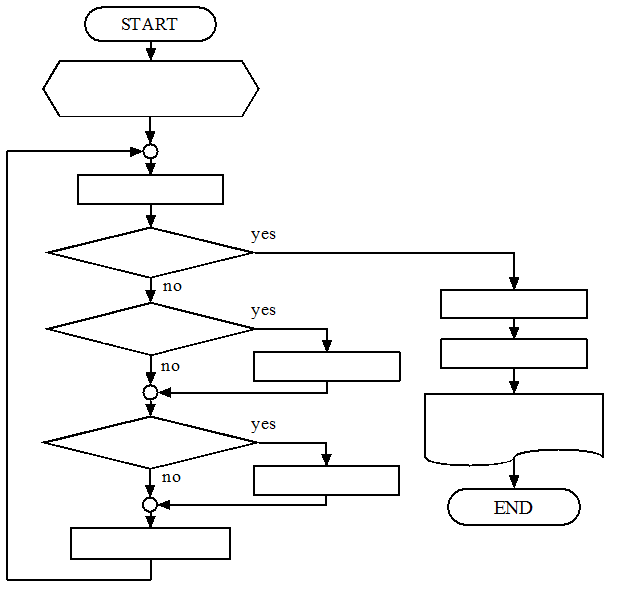 START
yes
no
yes
no
yes
no
END